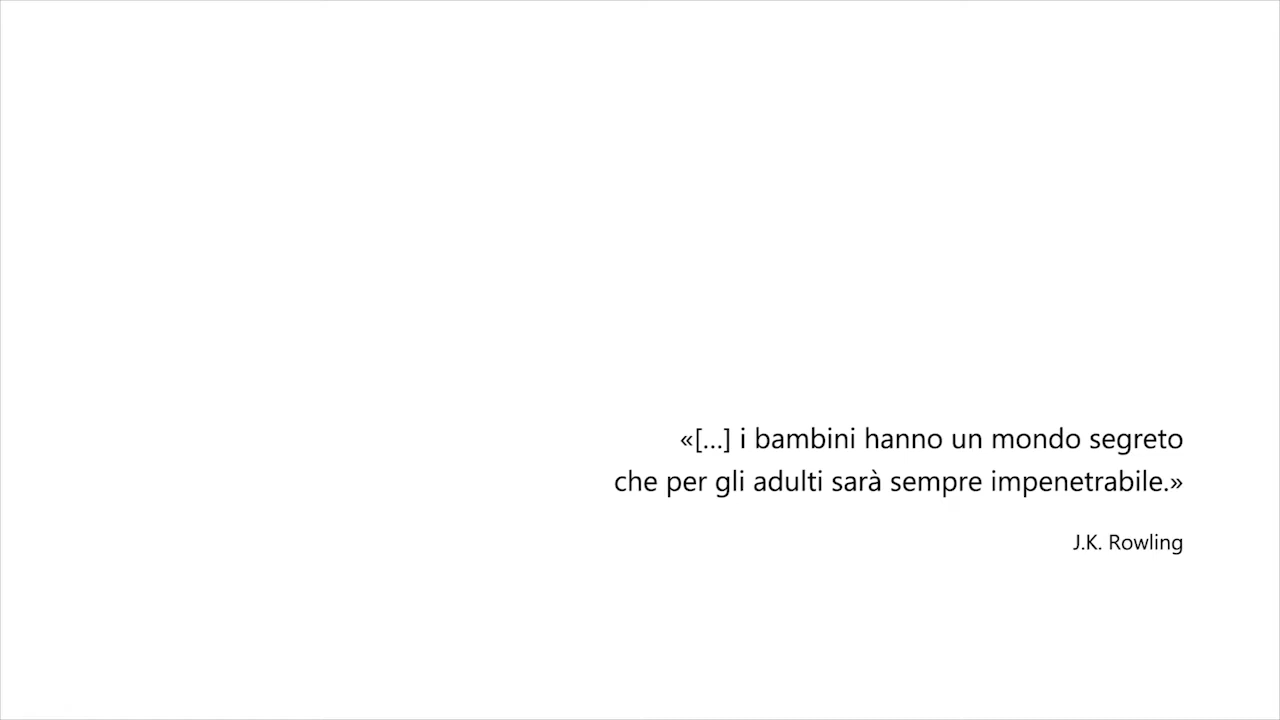 «[...] i bambini hanno un mondo segreto
che per gli adulti sarà sempre impenetrabile.»
J.K. Rowling